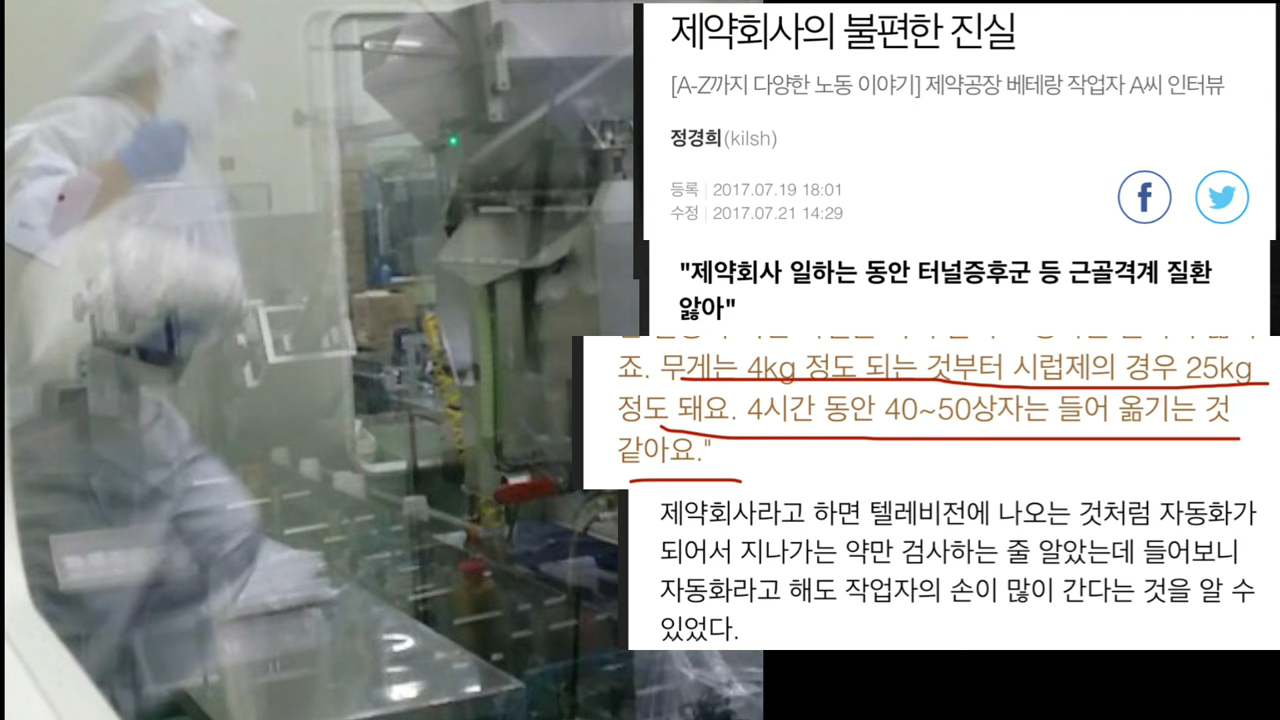 제약회사의 불편한 진실
[A-Z까지 다양한 노동 이야기] 제약공장 베테랑 작업자 A씨 인터뷰
정경희(kilsh)
등록 | 2017.07.19 18:01
수정 | 2017.07.21 14:29
"제약회사 일하는 동안 터널증후군 등 근골격계 질환
앓아"
죠. 무게는 4kg 정도 되는 것부터 시럽제의 경우 25kg
정도 돼요. 4시간 동안 40~50상자는 들어 옮기는 것
같아요."
제약회사라고 하면 텔레비전에 나오는 것처럼 자동화가
되어서 지나가는 약만 검사하는 줄 알았는데 들어보니
자동화라고 해도 작업자의 손이 많이 간다는 것을 알 수
있었다.